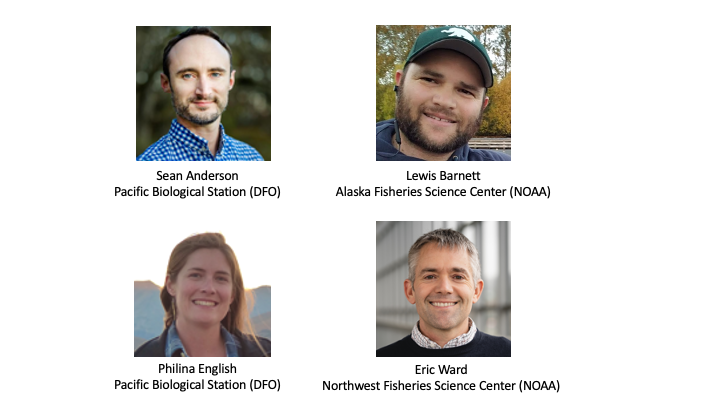 Sean Anderson
Pacific Biological Station (DFO)
Lewis Barnett
Alaska Fisheries Science Center (NOAA)
Philina English
Pacific Biological Station (DFO)
Eric Ward
Northwest Fisheries Science Center (NOAA)